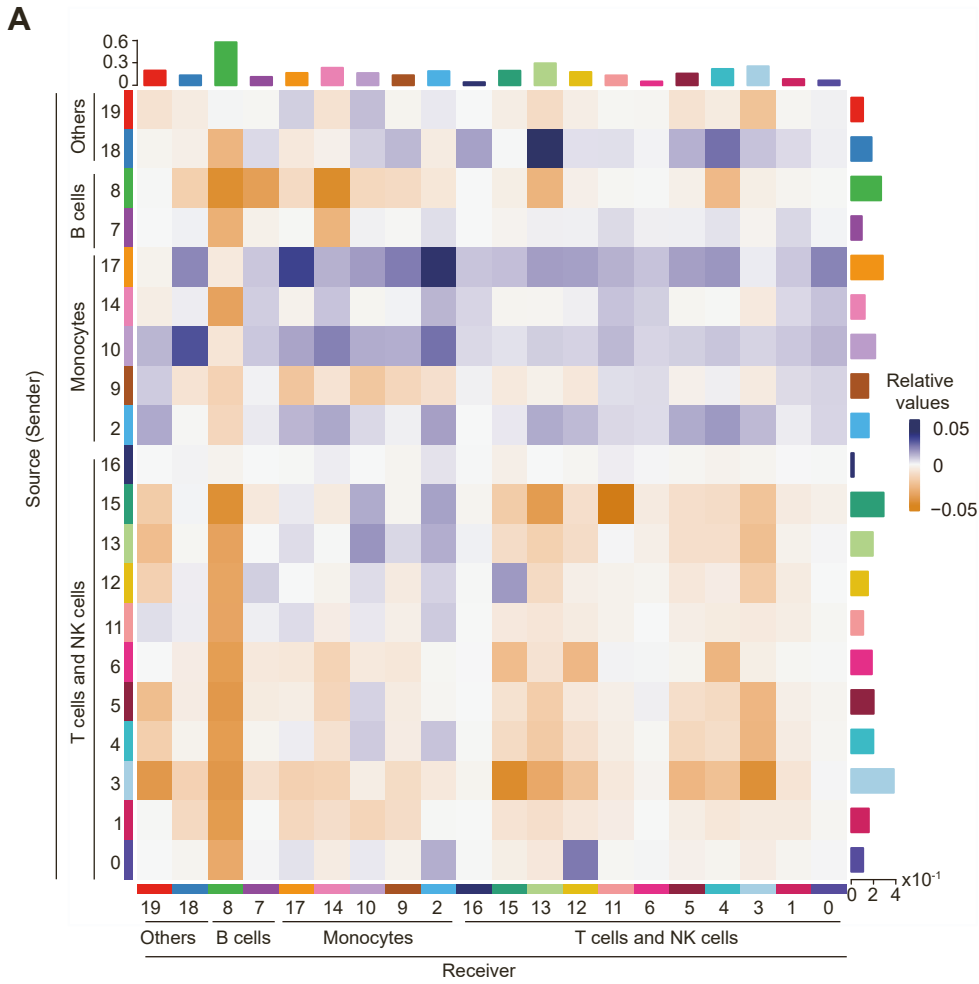 A
0.6
0.3
0
Source (Sender)
Others
B cells
Monocytes
T cells and NK cells
19
18
8
7
17
14
10
9
2
16
15
13
12
11
6
5
4
3
1
0
Relative
values
0.05
0
−0.05
0 2 4 x10⁻¹
19 18 8 7 17 14 10 9 2 16 15 13 12 11 6 5 4 3 1 0
Others B cells Monocytes T cells and NK cells
Receiver